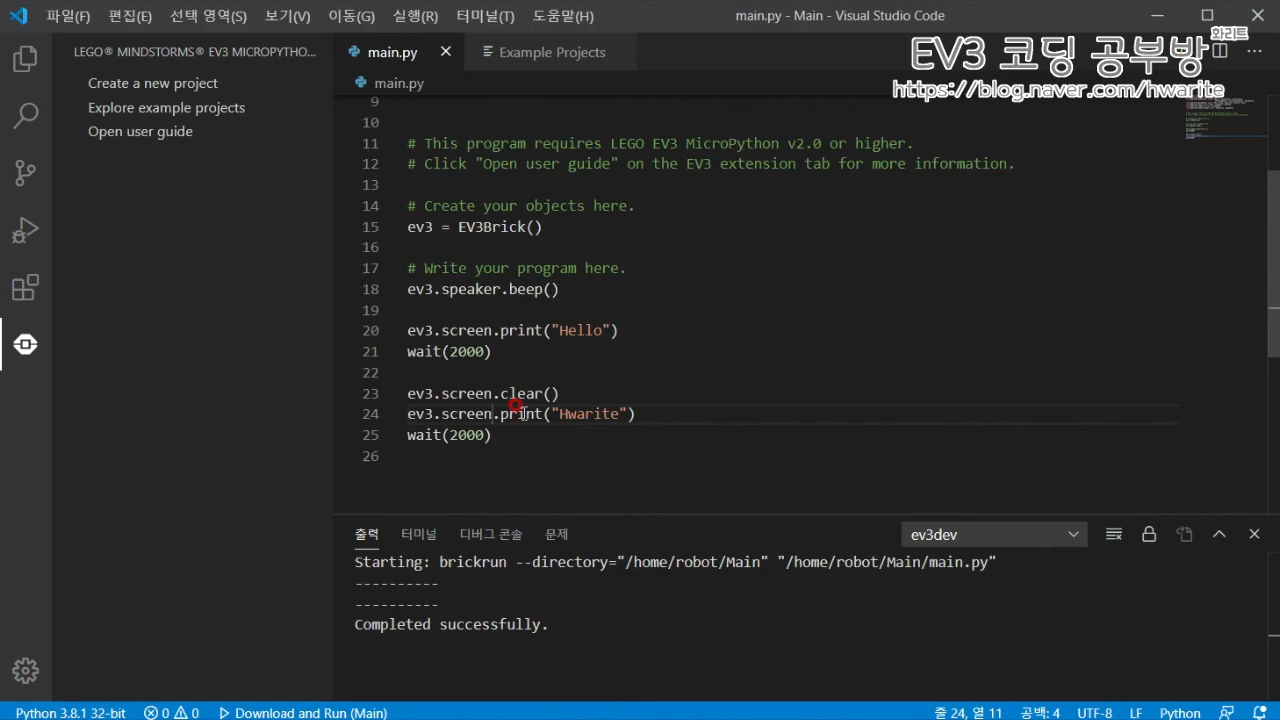 파일(F) 편집(E) 선택 영역(S) 보기(V) 이동(G) 실행(R) 터미널(T) 도움말(H) main.py - Main - Visual Studio Code
LEGO® MINDSTORMS® EV3 MICROPYTHO...
Create a new project
Explore example projects
Open user guide
main.py Example Projects
main.py
화리트
EV3 코딩 공부방
https://blog.naver.com/hwarite
9
10
11 # This program requires LEGO EV3 MicroPython v2.0 or higher.
12 # Click "Open user guide" on the EV3 extension tab for more information.
13
14 # Create your objects here.
15 ev3 = EV3Brick()
16
17 # Write your program here.
18 ev3.speaker.beep()
19
20 ev3.screen.print("Hello")
21 wait(2000)
22
23 ev3.screen.clear()
24 ev3.screen.print("Hwarite")
25 wait(2000)
26
출력 터미널 디버그 콘솔 문제 ev3dev
Starting: brickrun --directory="/home/robot/Main" "/home/robot/Main/main.py"
----------
----------
Completed successfully.
Python 3.8.1 32-bit 0 0 Download and Run (Main) 줄 24, 열 11 공백: 4 UTF-8 LF Python